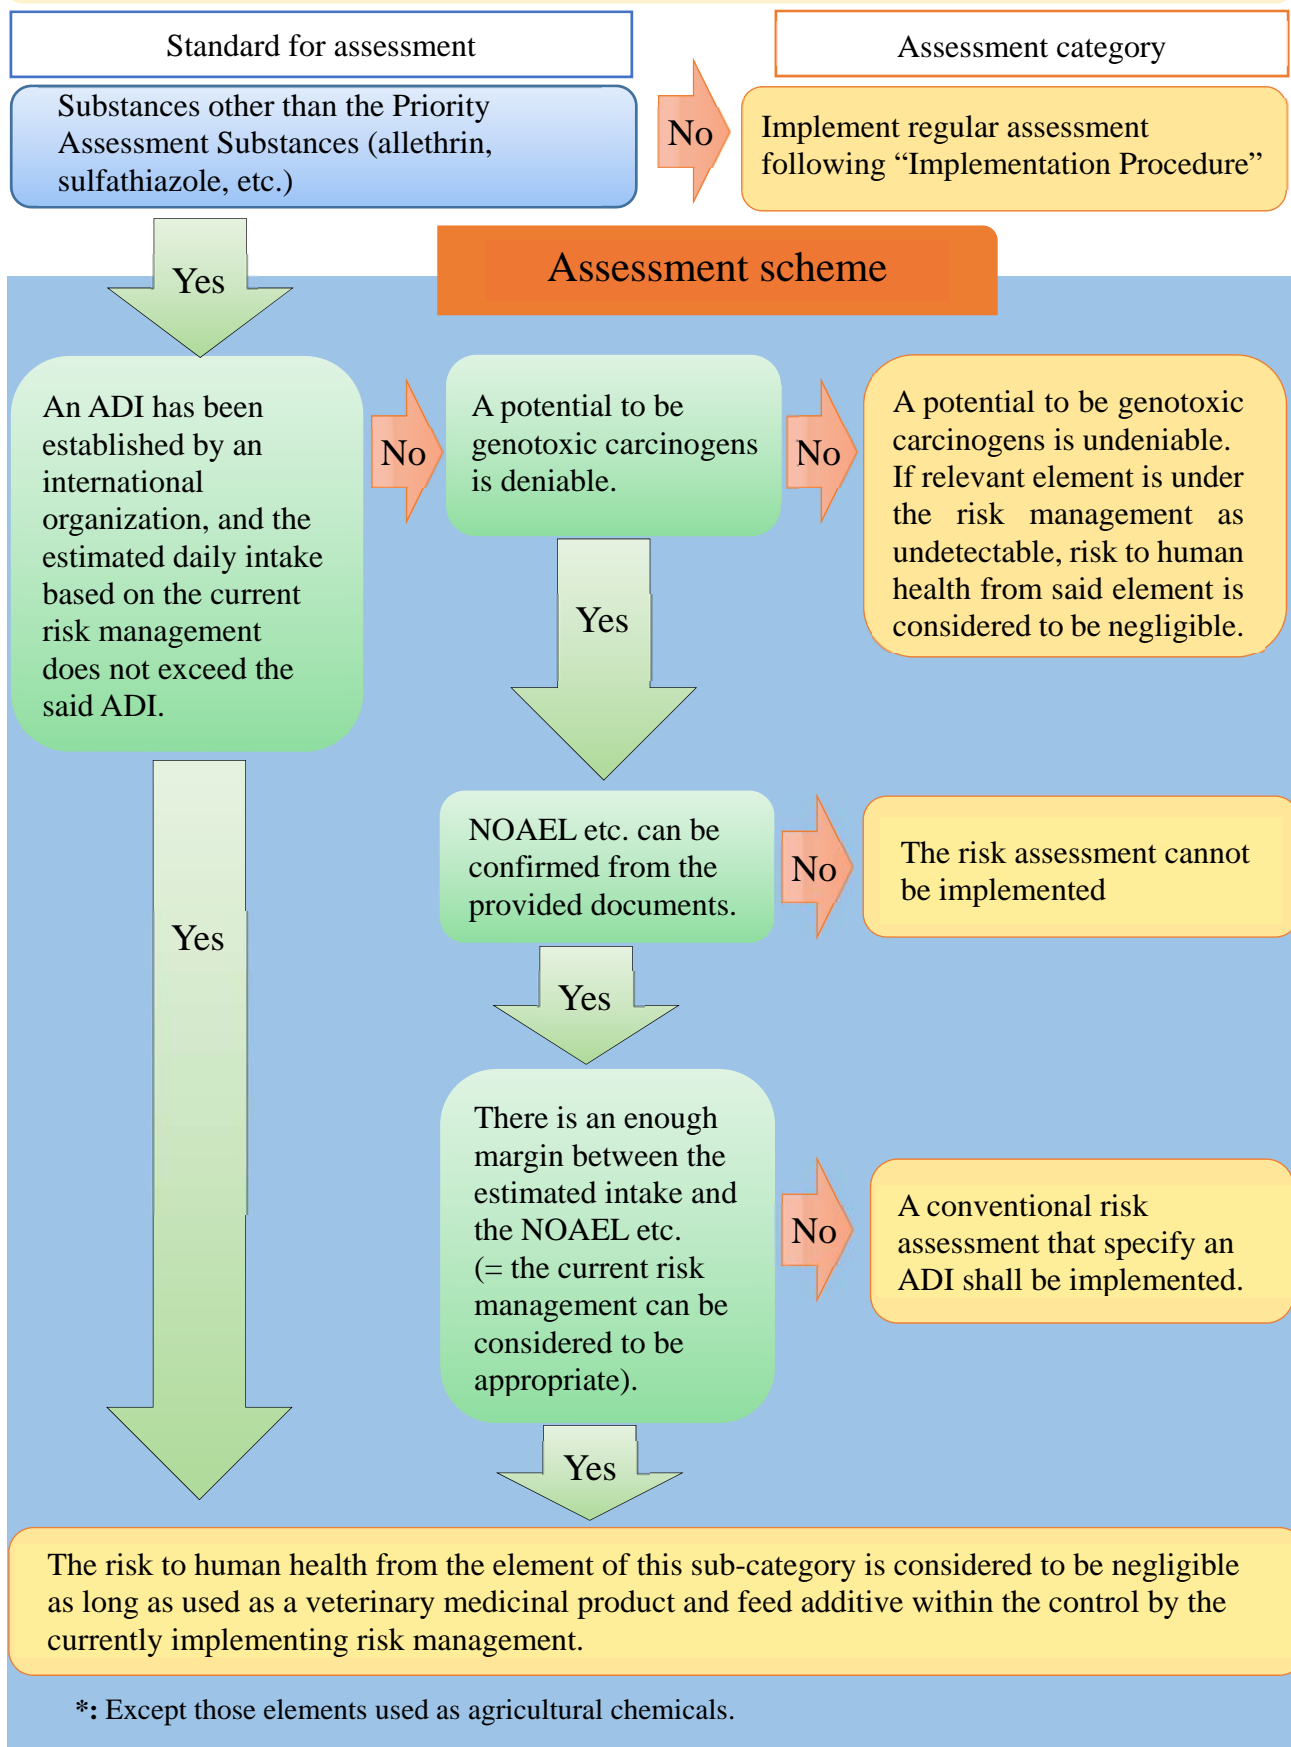 Standard for assessment
Assessment category
Substances other than the Priority
Assessment Substances (allethrin,
sulfathiazole, etc.)
No
Implement regular assessment
following “Implementation Procedure”
Yes
Assessment scheme
An ADI has been
established by an
international
organization, and the
estimated daily intake
based on the current
risk management
does not exceed the
said ADI.
No
A potential to be
genotoxic carcinogens
is deniable.
No
A potential to be genotoxic
carcinogens is undeniable.
If relevant element is under
the risk management as
undetectable, risk to human
health from said element is
considered to be negligible.
Yes
NOAEL etc. can be
confirmed from the
provided documents.
No
The risk assessment cannot
be implemented
Yes
Yes
There is an enough
margin between the
estimated intake and
the NOAEL etc.
(= the current risk
management can be
considered to be
appropriate).
No
A conventional risk
assessment that specify an
ADI shall be implemented.
Yes
The risk to human health from the element of this sub-category is considered to be negligible
as long as used as a veterinary medicinal product and feed additive within the control by the
currently implementing risk management.
*: Except those elements used as agricultural chemicals.